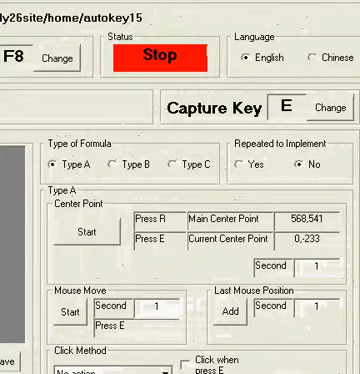 ly26site/home/autokey15
Status
Language
F8
Change
Stop
English
Chinese
Capture Key
E
Change
Type of Formula
Repeated to Implement
Type A
Type B
Type C
Yes
No
Type A
Center Point
Start
Press R
Main Center Point
568,541
Press E
Current Center Point
0,-233
Second
1
Mouse Move
Last Mouse Position
Start
Second
1
Add
Second
1
Press E
ave
Click Method
Click when
press E
No action